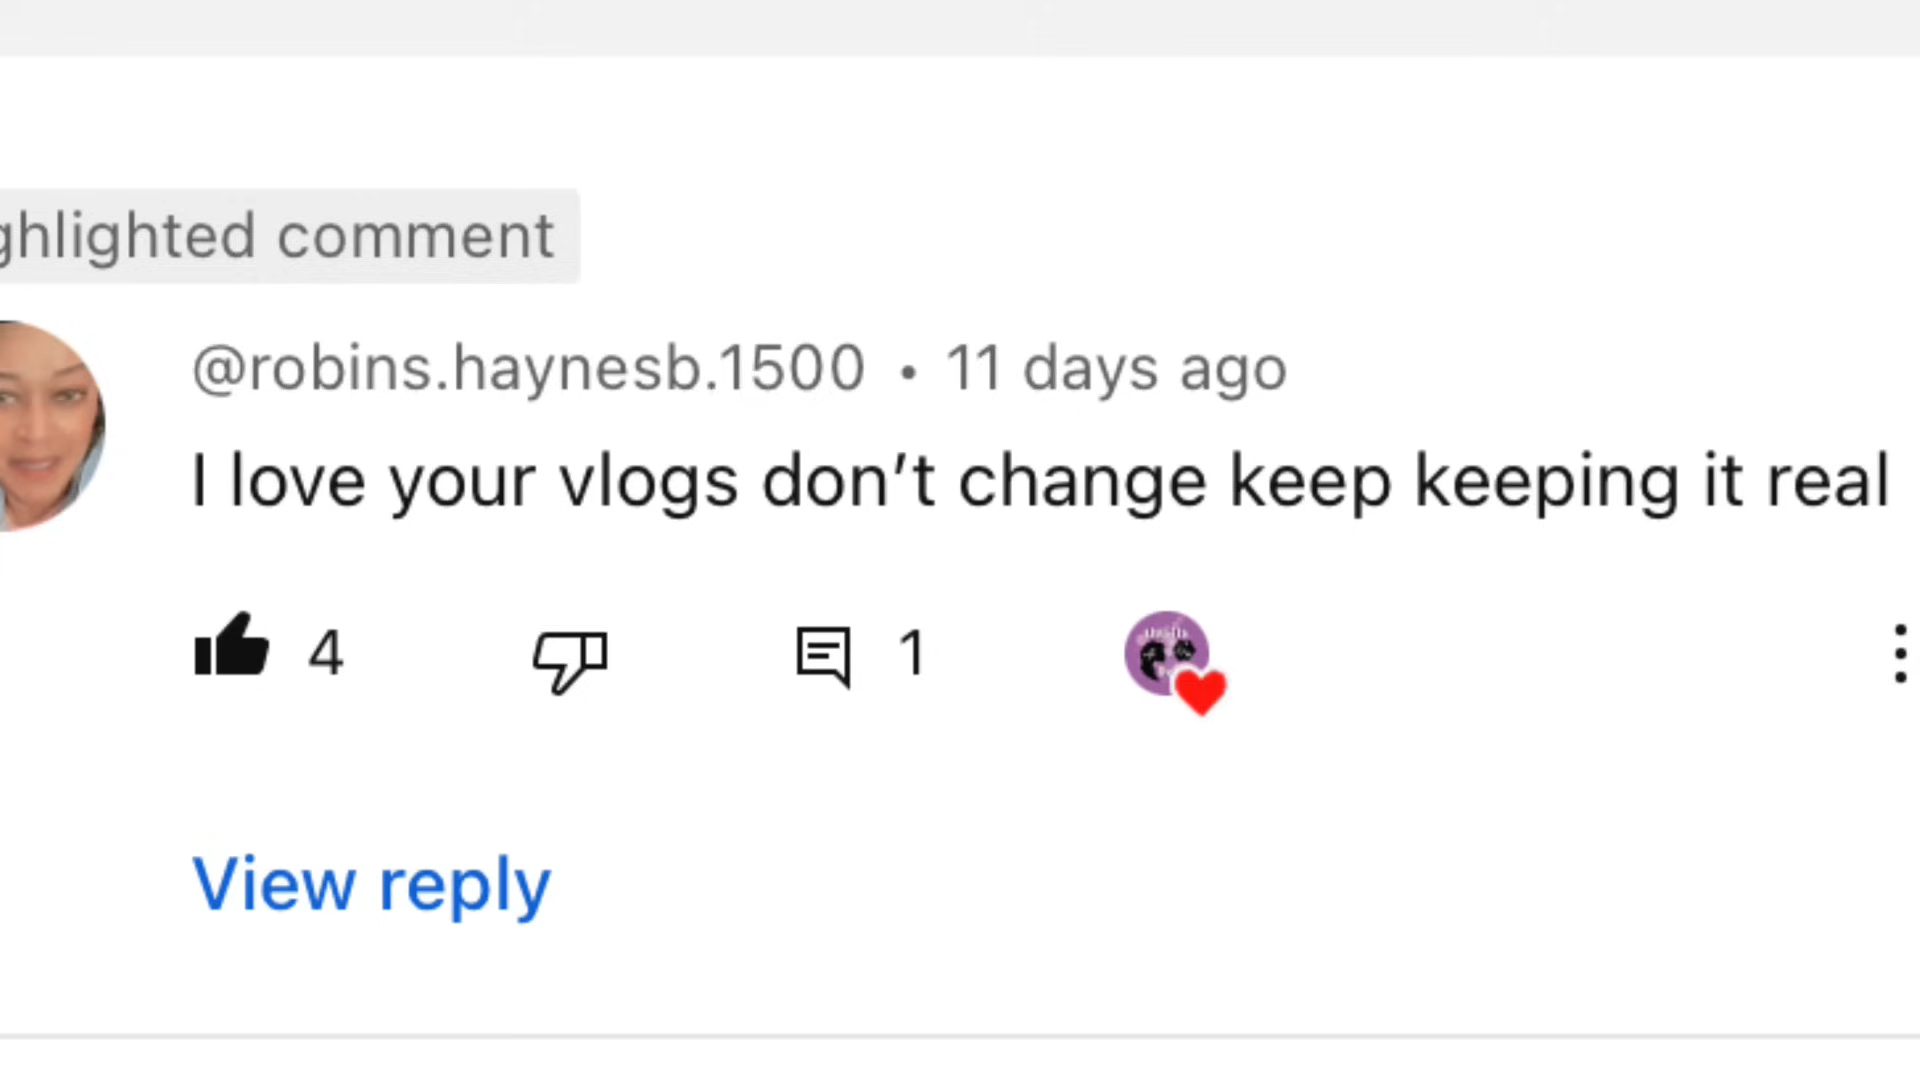 ghlighted comment
@robins.haynesb.1500 • 11 days ago
I love your vlogs don’t change keep keeping it real
4 1
View reply